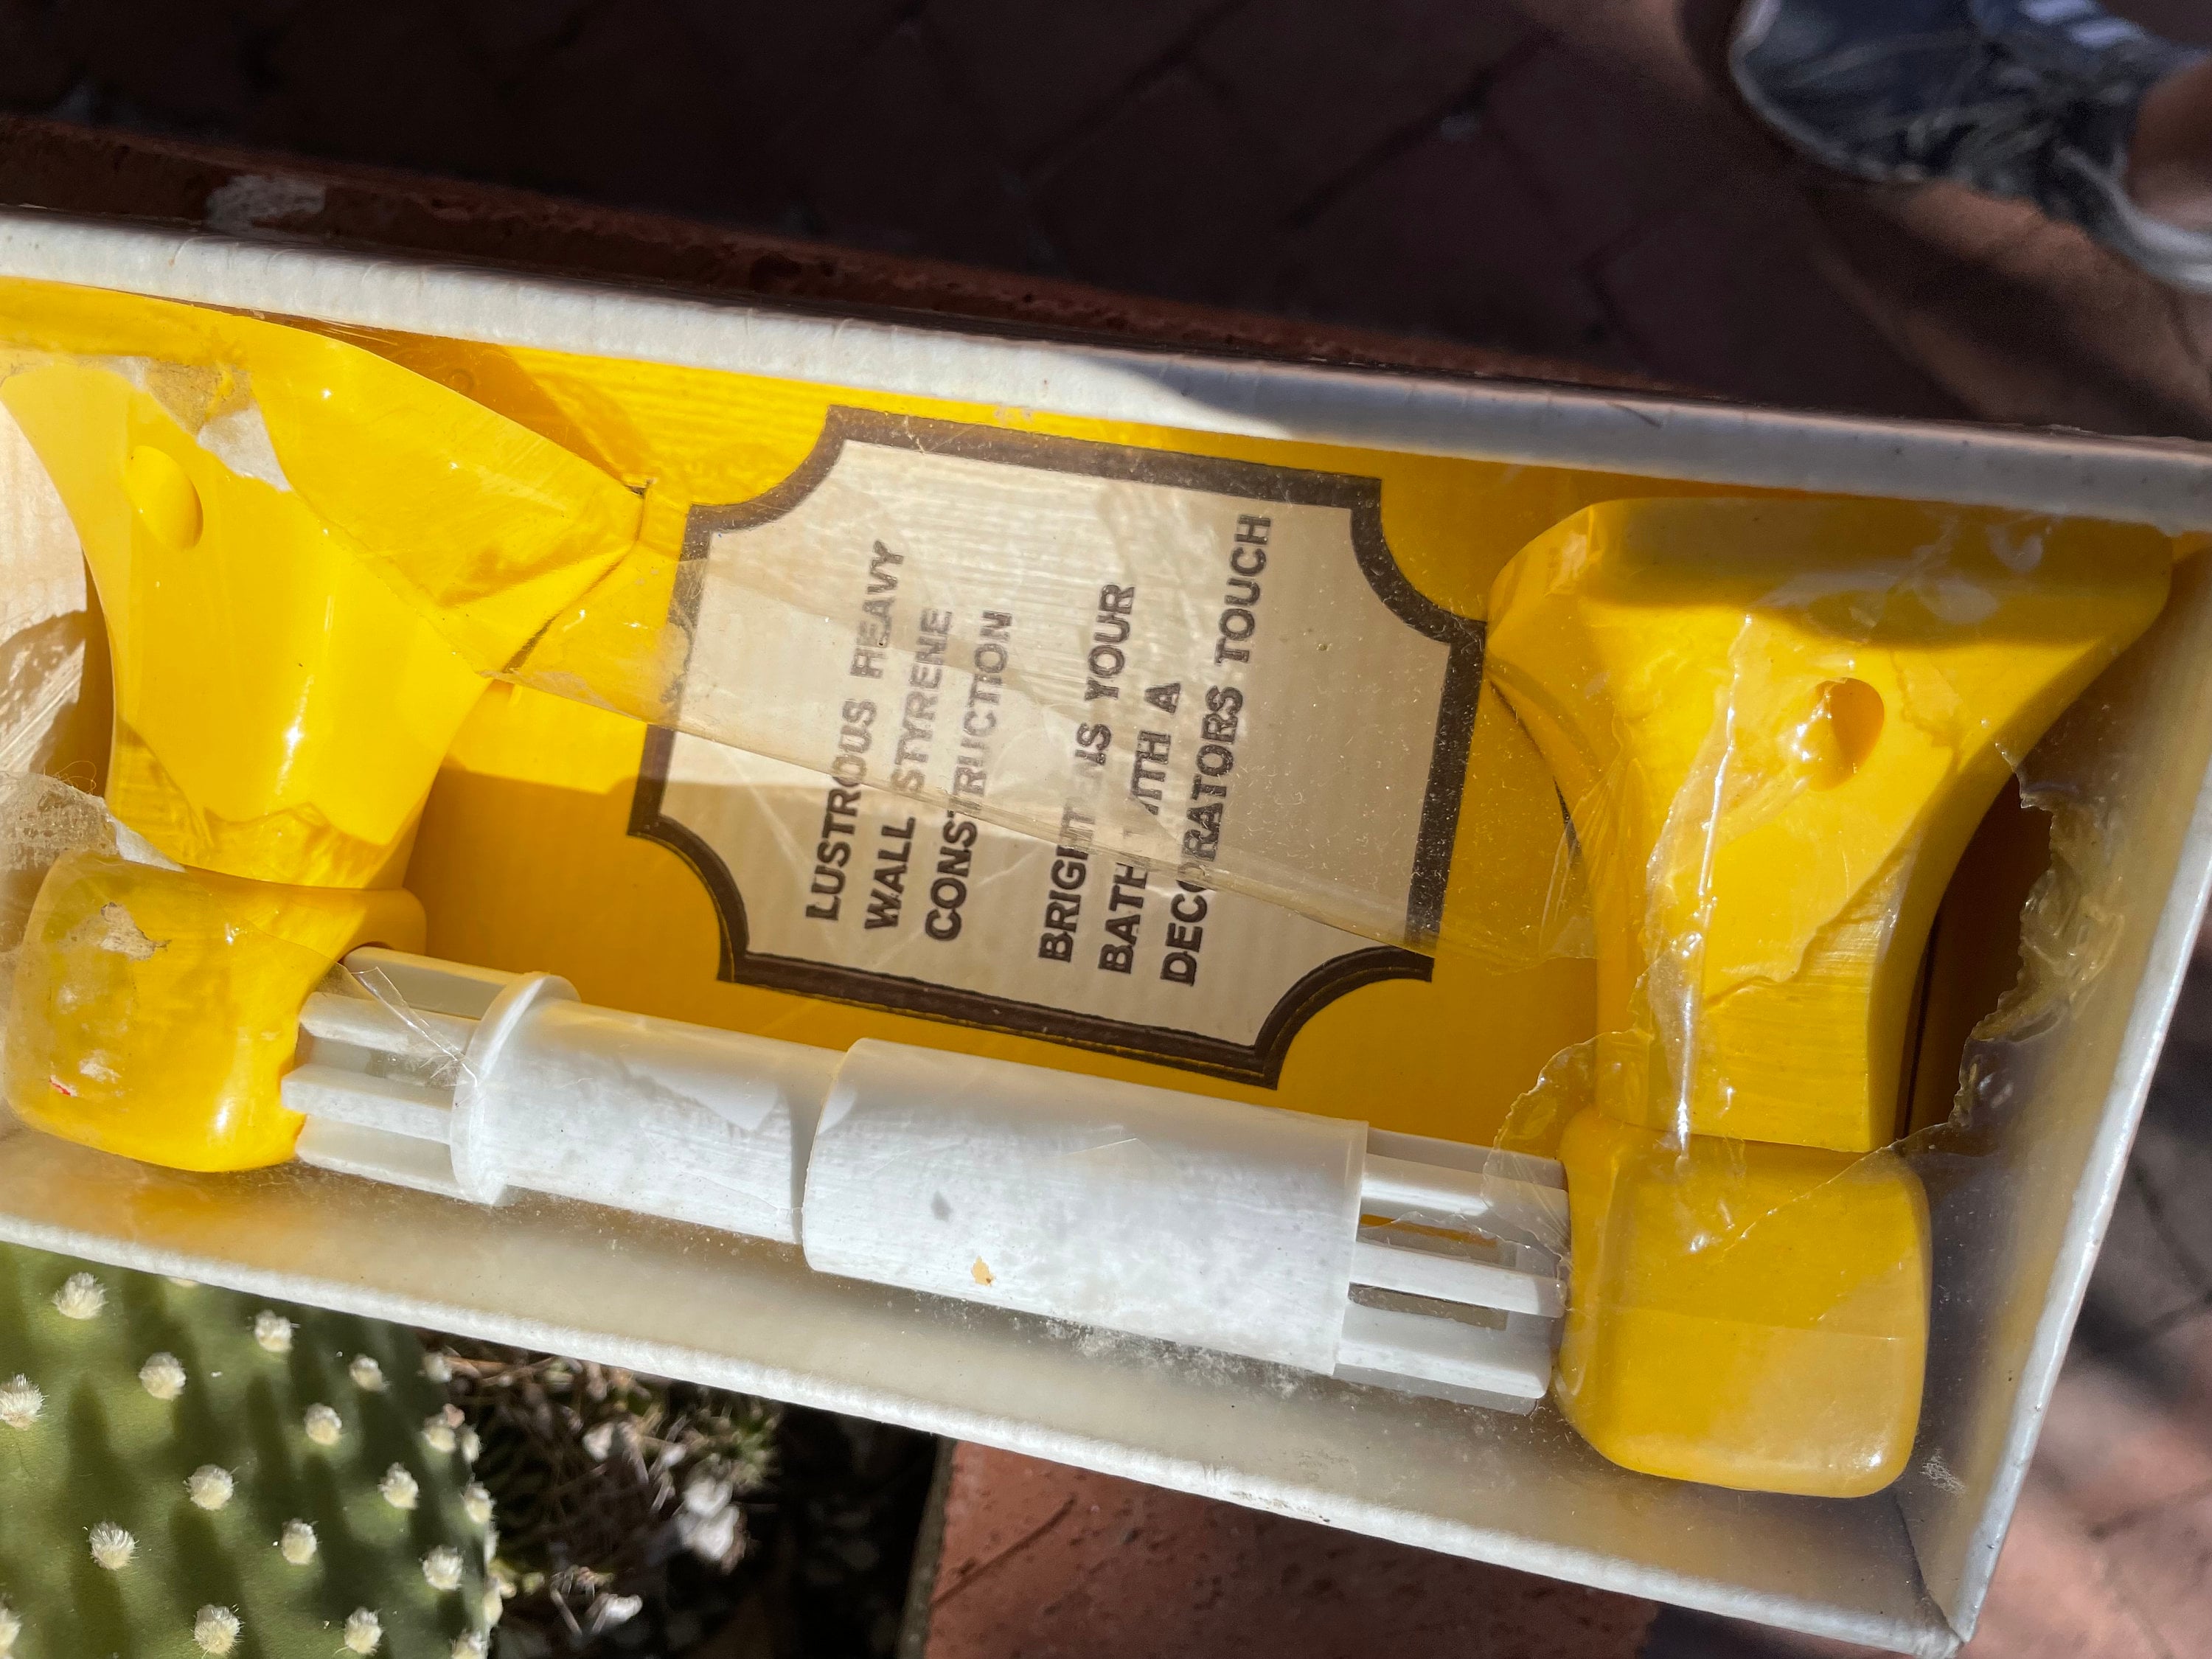 LUSTROUS HEAVY
WALL STYRENE
CONSTRUCTION
BRIGHTENS YOUR
BATH WITH A
DECORATORS TOUCH